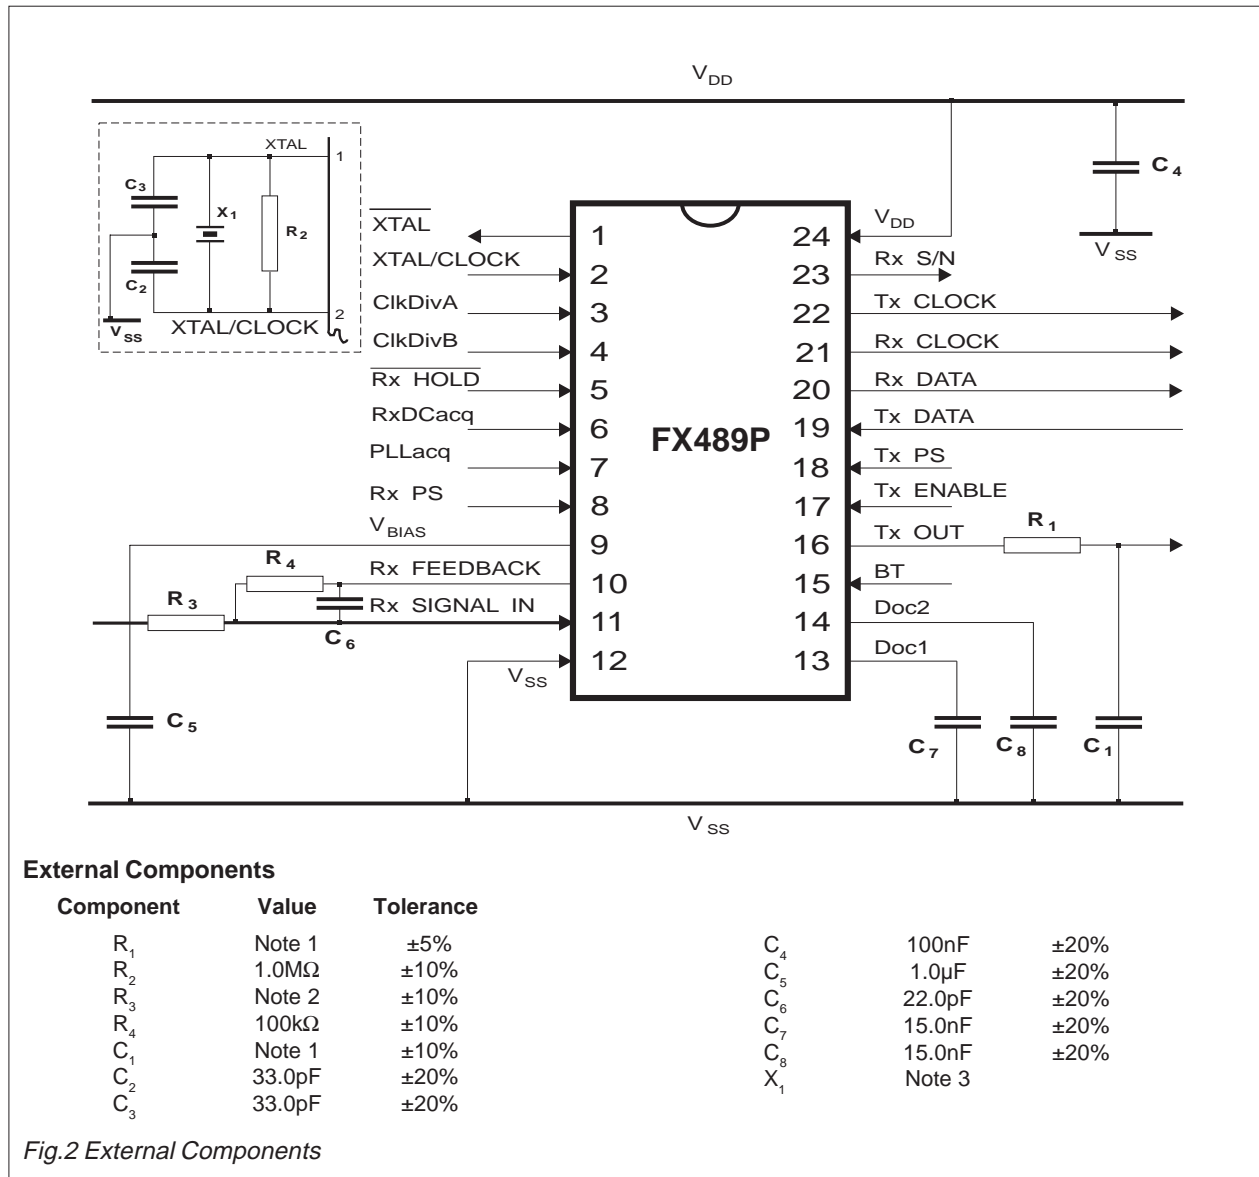 V_DD
XTAL
1
C3
X1
R2
C2
V_SS
XTAL/CLOCK
2
C4
V_SS
XTAL
XTAL/CLOCK
ClkDivA
ClkDivB
Rx HOLD
RxDCacq
PLLacq
Rx PS
V_BIAS
R4
Rx FEEDBACK
R3
Rx SIGNAL IN
C6
V_SS
C5
1
2
3
4
5
6
7
8
9
10
11
12
FX489P
24
23
22
21
20
19
18
17
16
15
14
13
V_DD
Rx S/N
Tx CLOCK
Rx CLOCK
Rx DATA
Tx DATA
Tx PS
Tx ENABLE
Tx OUT
R1
BT
Doc2
Doc1
C7
C8
C1
V_SS
External Components
Component Value Tolerance
R1 Note 1 ±5%
R2 1.0MΩ ±10%
R3 Note 2 ±10%
R4 100kΩ ±10%
C1 Note 1 ±10%
C2 33.0pF ±20%
C3 33.0pF ±20%
C4 100nF ±20%
C5 1.0µF ±20%
C6 22.0pF ±20%
C7 15.0nF ±20%
C8 15.0nF ±20%
X1 Note 3
Fig.2 External Components